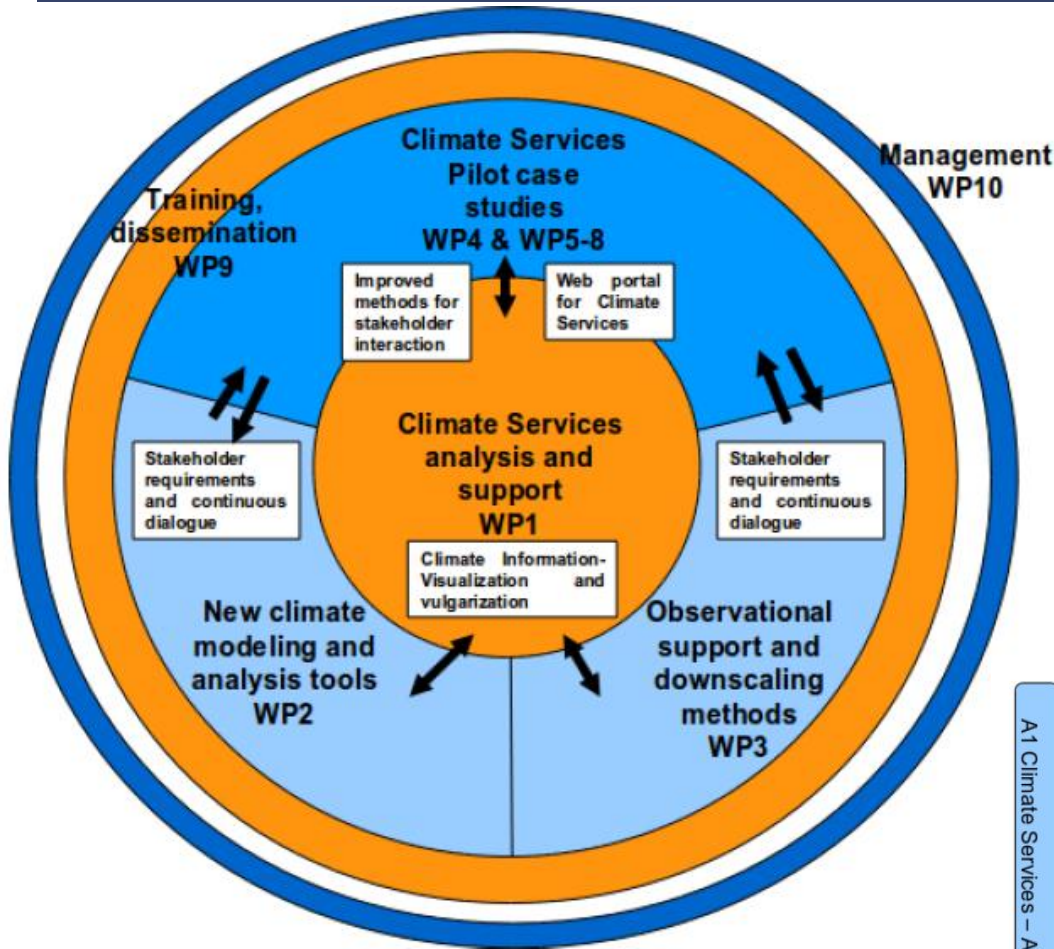 Climate Services
Pilot case
studies
WP4 & WP5-8
Management
WP10
Training,
dissemination
WP9
Improved
methods for
stakeholder
interaction
Web portal
for Climate
Services
Climate Services
analysis and
support
WP1
Stakeholder
requirements
and continuous
dialogue
Stakeholder
requirements
and continuous
dialogue
Climate Information-
Visualization and
vulgarization
New climate
modeling and
analysis tools
WP2
Observational
support and
downscaling
methods
WP3
A1 Climate Services – A